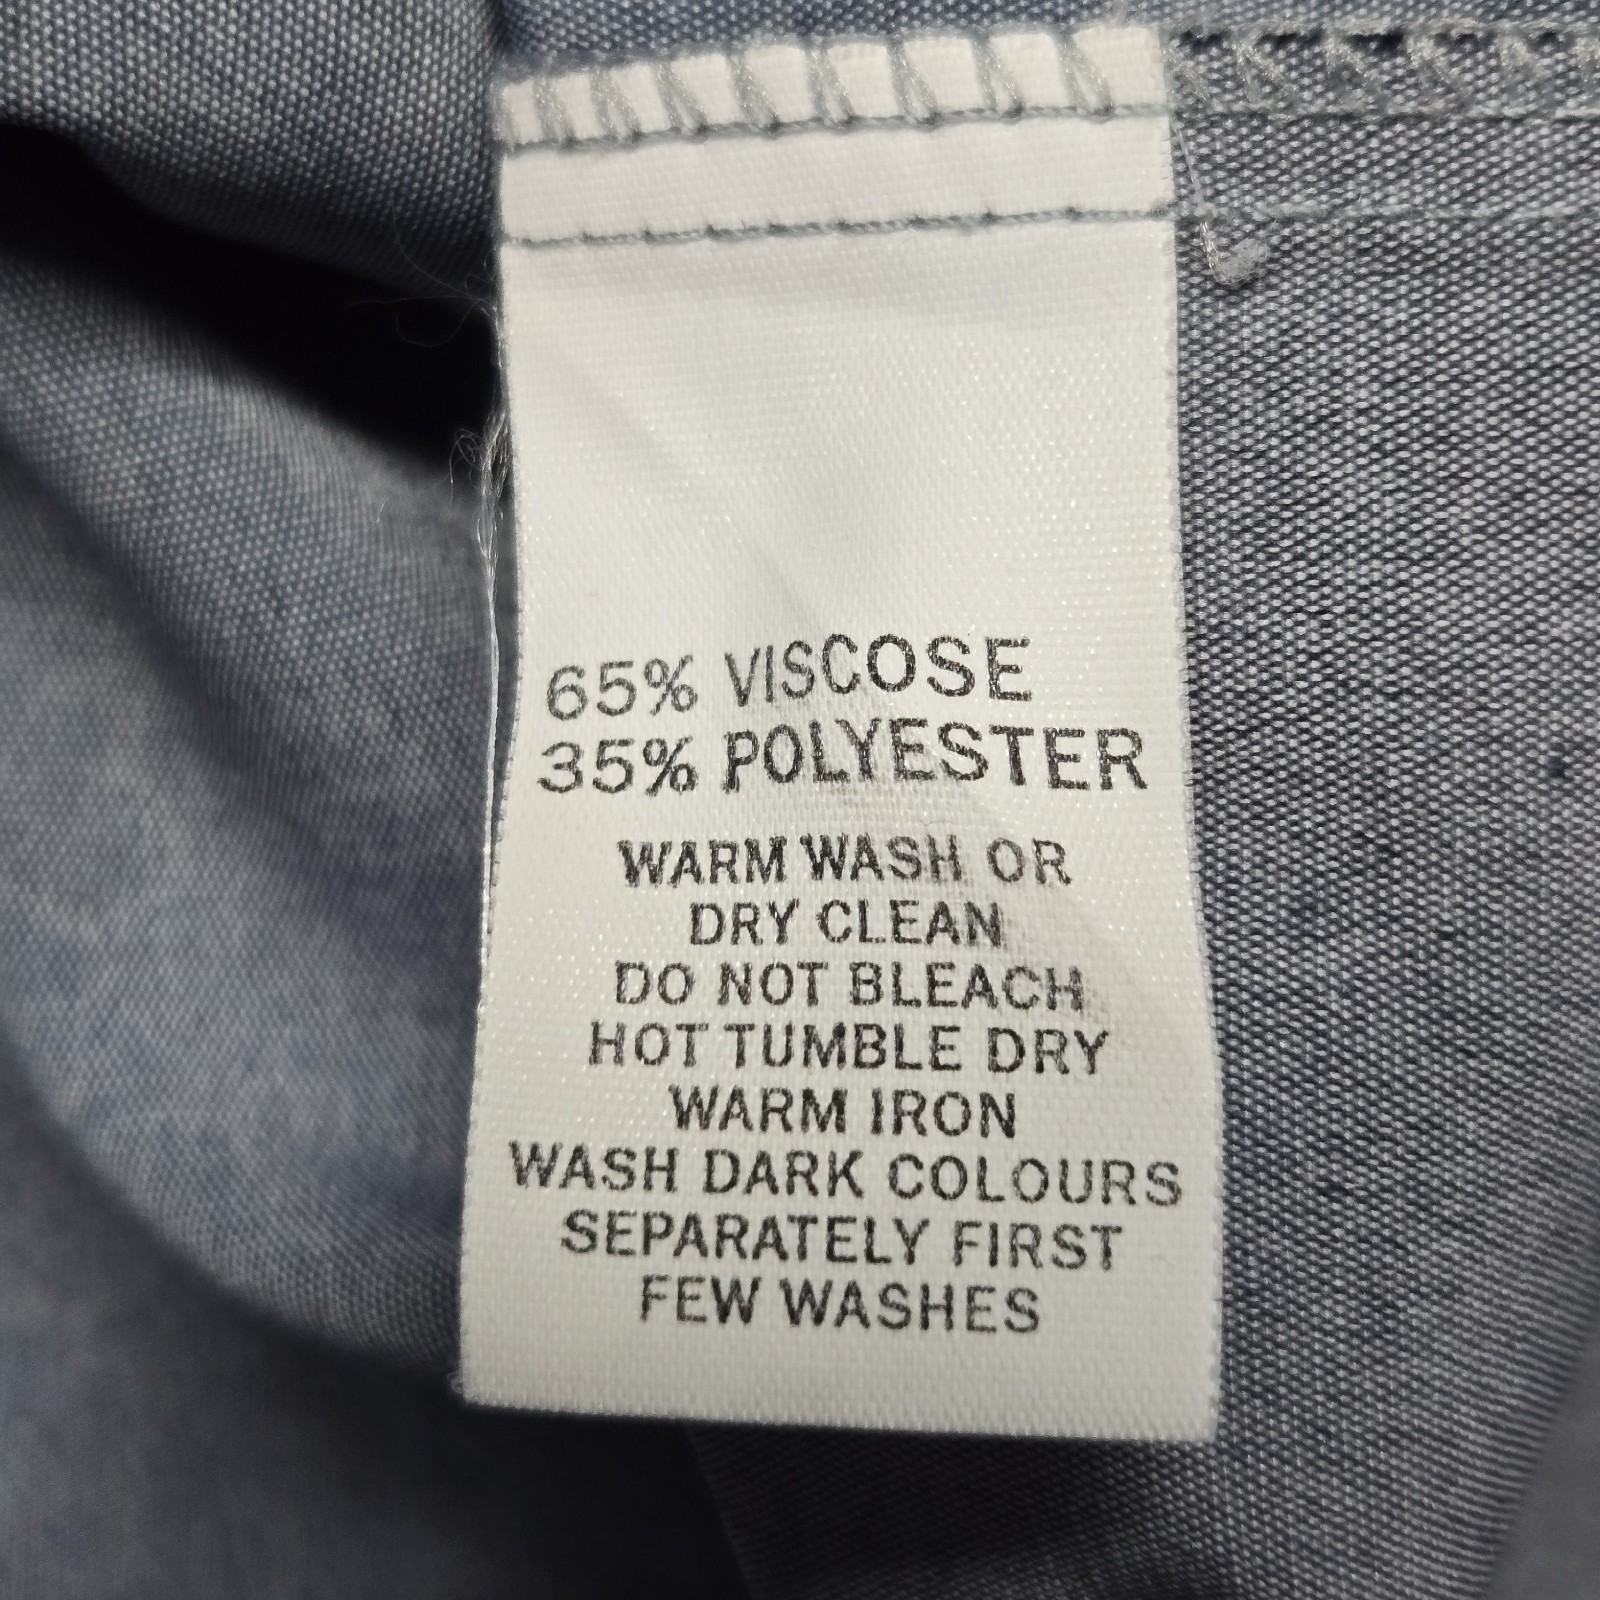 65% VISCOSE
35% POLYESTER
WARM WASH OR
DRY CLEAN
DO NOT BLEACH
HOT TUMBLE DRY
WARM IRON
WASH DARK COLOURS
SEPARATELY FIRST
FEW WASHES